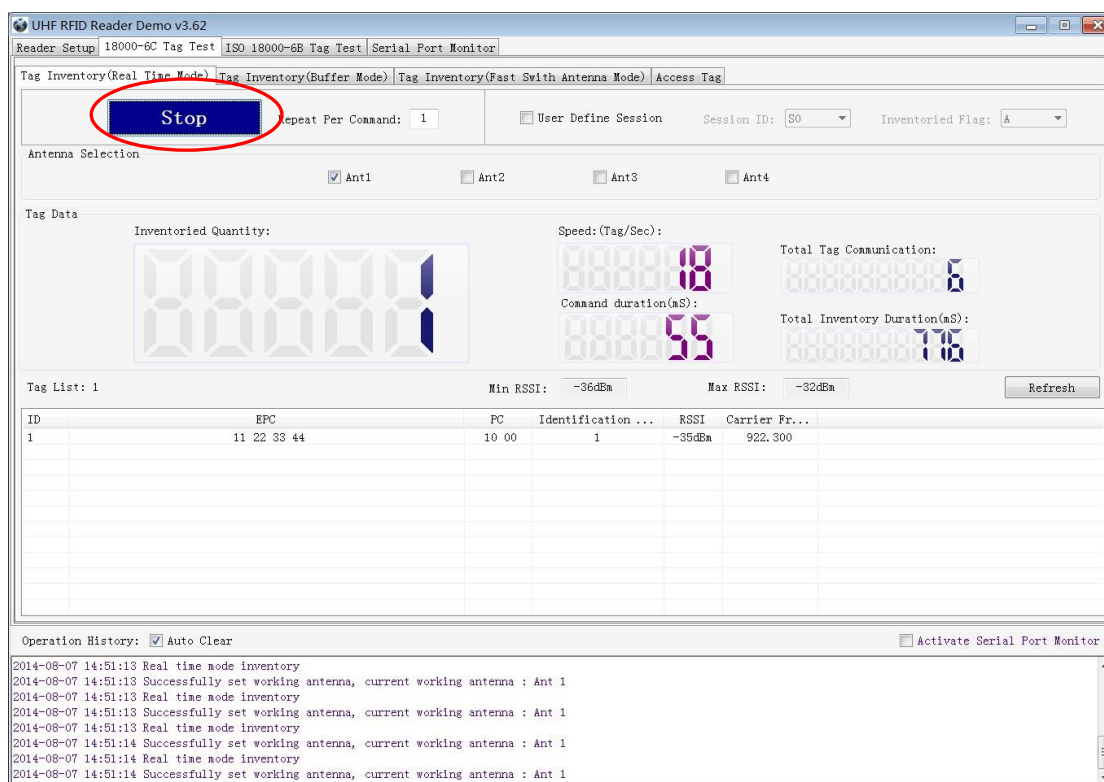 UHF RFID Reader Demo v3.62
Reader Setup 18000-6C Tag Test ISO 18000-6B Tag Test Serial Port Monitor
Tag Inventory(Real Time Mode) Tag Inventory(Buffer Mode) Tag Inventory(Fast Swith Antenna Mode) Access Tag
Stop Repeat Per Command: 1 User Define Session Session ID: S0 Inventoried Flag: A
Antenna Selection
Ant1 Ant2 Ant3 Ant4
Tag Data
Inventoried Quantity: Speed:(Tag/Sec):
Total Tag Communication:
1 18 6
Command duration(mS):
Total Inventory Duration(mS):
55 776
Tag List: 1 Min RSSI: -36dBm Max RSSI: -32dBm Refresh
ID EPC PC Identification ... RSSI Carrier Fr...
1 11 22 33 44 10 00 1 -35dBm 922.300
Operation History: Auto Clear Activate Serial Port Monitor
2014-08-07 14:51:13 Real time mode inventory
2014-08-07 14:51:13 Successfully set working antenna, current working antenna : Ant 1
2014-08-07 14:51:13 Real time mode inventory
2014-08-07 14:51:13 Successfully set working antenna, current working antenna : Ant 1
2014-08-07 14:51:13 Real time mode inventory
2014-08-07 14:51:14 Successfully set working antenna, current working antenna : Ant 1
2014-08-07 14:51:14 Real time mode inventory
2014-08-07 14:51:14 Successfully set working antenna, current working antenna : Ant 1